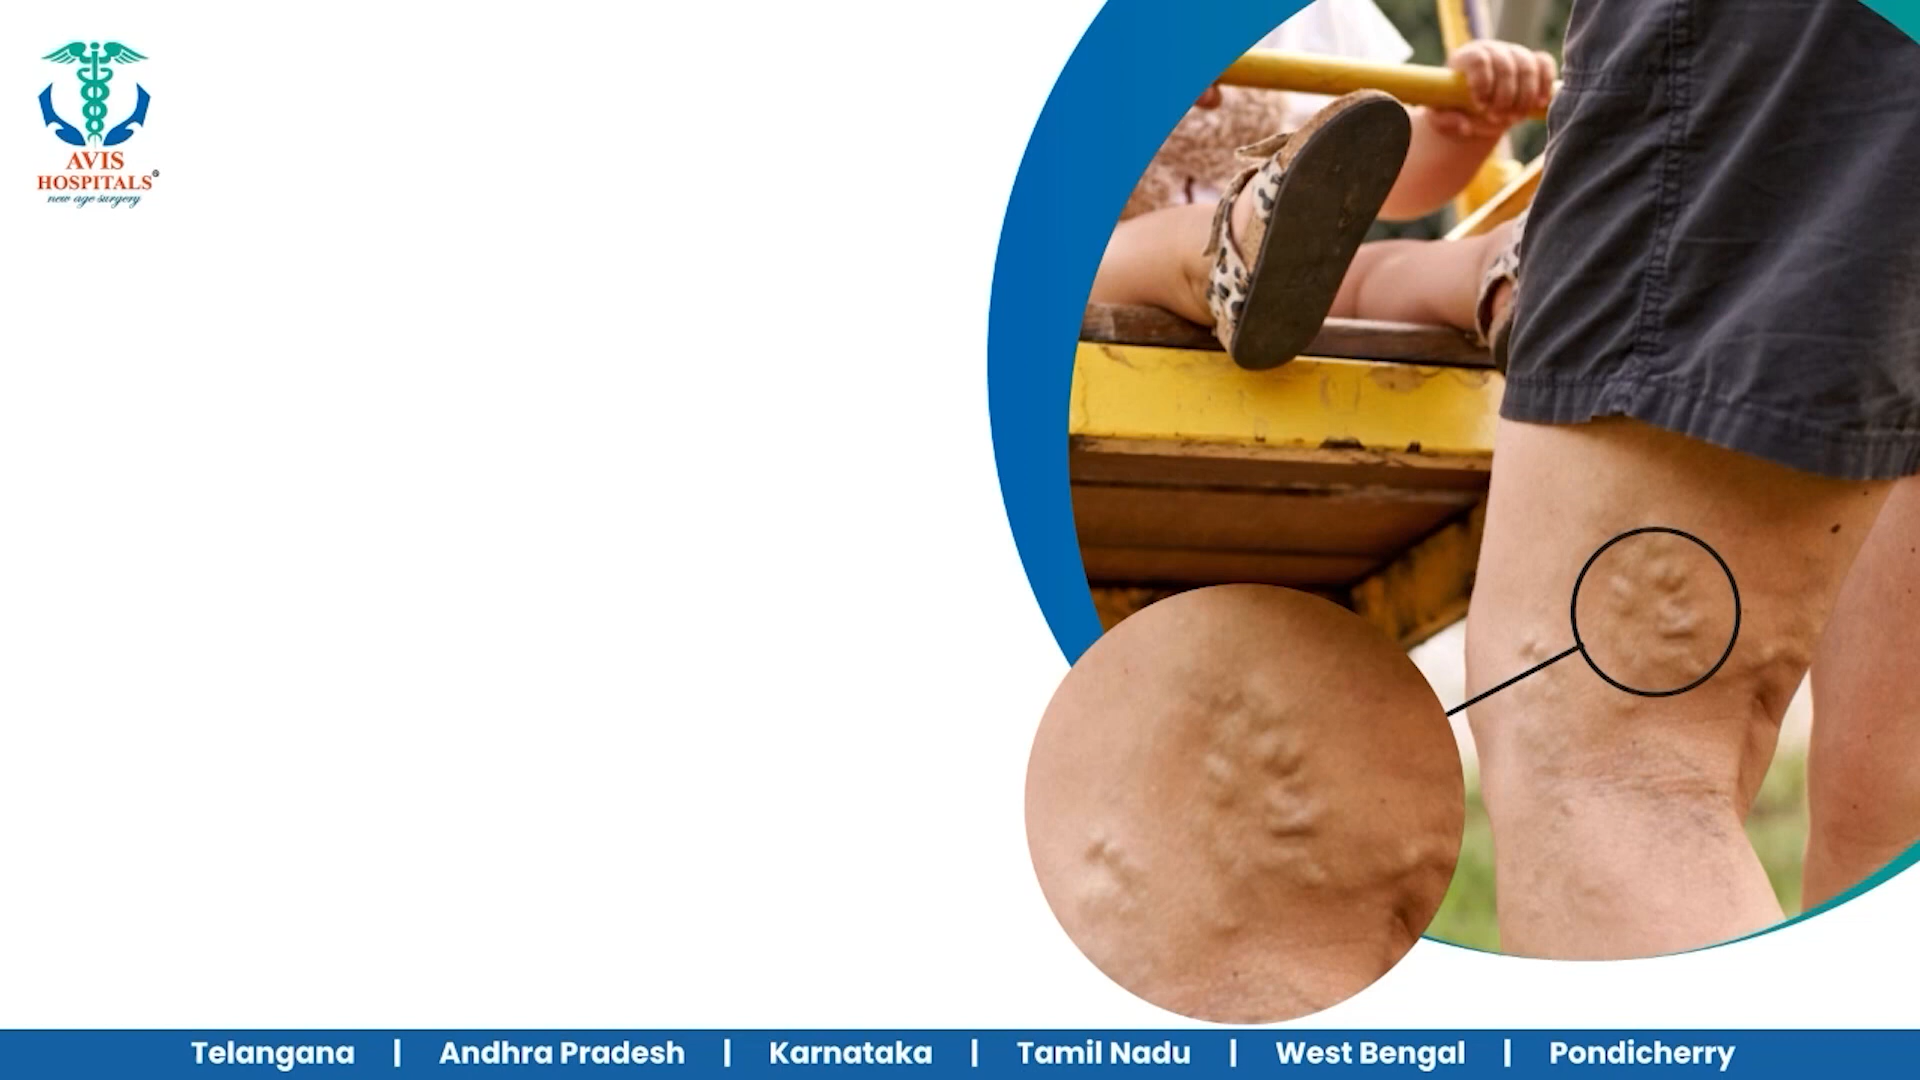 AVIS
HOSPITALS®
new age surgery
Telangana | Andhra Pradesh | Karnataka | Tamil Nadu | West Bengal | Pondicherry